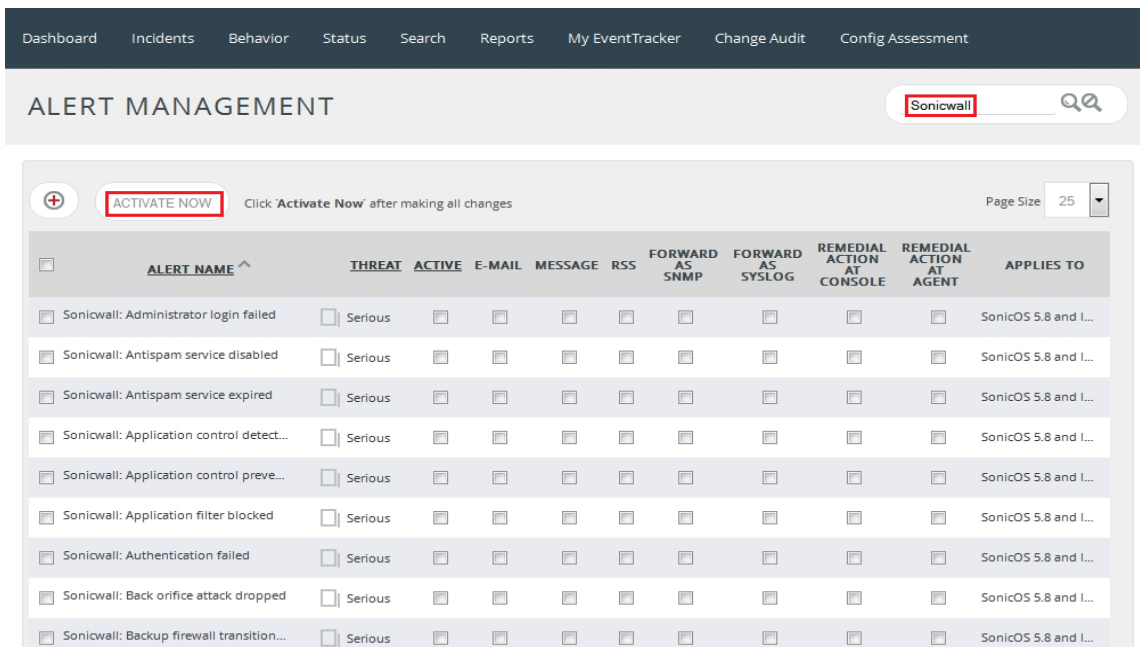 Dashboard Incidents Behavior Status Search Reports My EventTracker Change Audit Config Assessment
ALERT MANAGEMENT
Sonicwall
ACTIVATE NOW Click 'Activate Now' after making all changes
Page Size 25
ALERT NAME THREAT ACTIVE E-MAIL MESSAGE RSS FORWARD AS SNMP FORWARD AS SYSLOG REMEDIAL ACTION AT CONSOLE REMEDIAL ACTION AT AGENT APPLIES TO
Sonicwall: Administrator login failed Serious SonicOS 5.8 and l...
Sonicwall: Antispam service disabled Serious SonicOS 5.8 and l...
Sonicwall: Antispam service expired Serious SonicOS 5.8 and l...
Sonicwall: Application control detect... Serious SonicOS 5.8 and l...
Sonicwall: Application control preve... Serious SonicOS 5.8 and l...
Sonicwall: Application filter blocked Serious SonicOS 5.8 and l...
Sonicwall: Authentication failed Serious SonicOS 5.8 and l...
Sonicwall: Back orifice attack dropped Serious SonicOS 5.8 and l...
Sonicwall: Backup firewall transition... Serious SonicOS 5.8 and l...